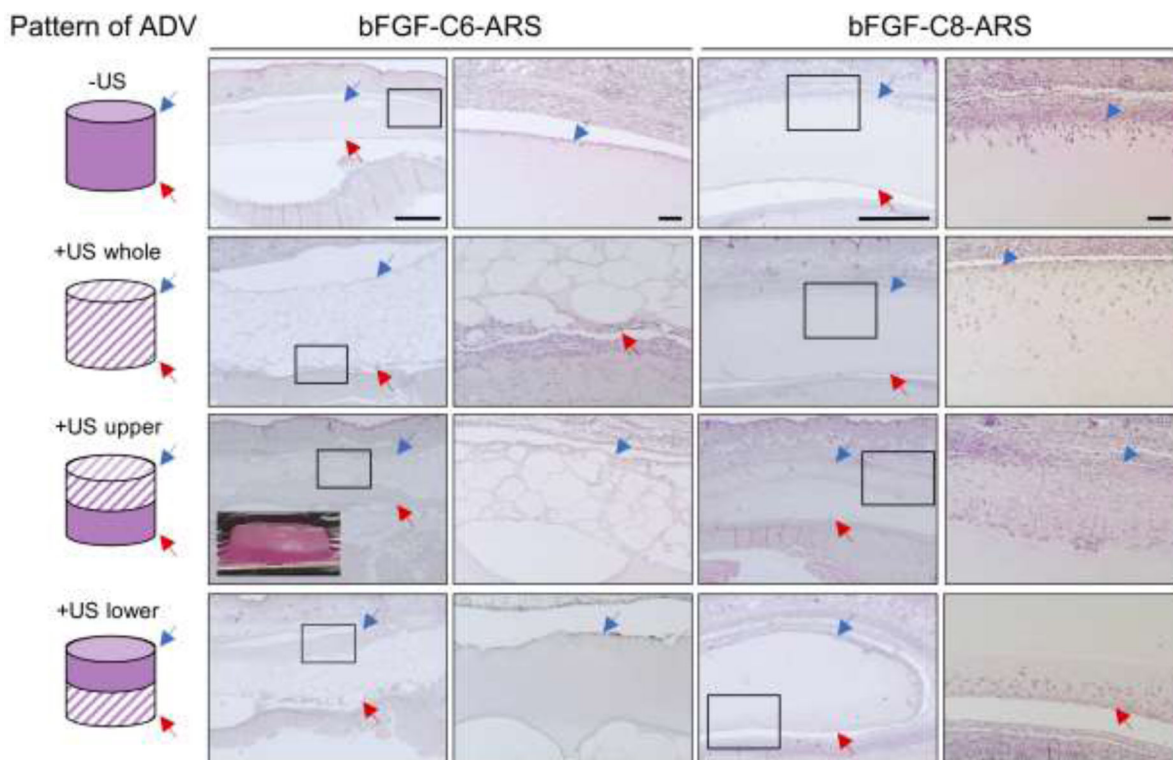 Pattern of ADV
bFGF-C6-ARS
bFGF-C8-ARS
-US
+US whole
+US upper
+US lower